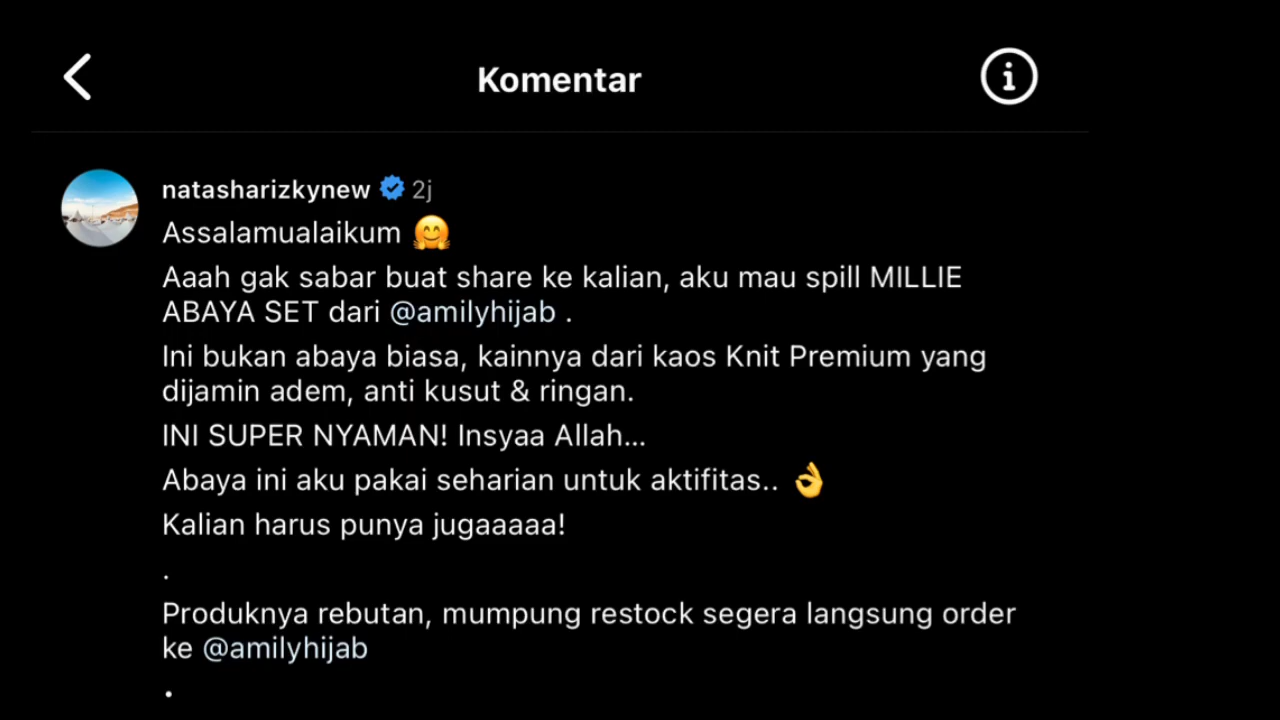 Komentar
natasharizkynew 2j
Assalamualaikum 🤗
Aaah gak sabar buat share ke kalian, aku mau spill MILLIE
ABAYA SET dari @amilyhijab .
Ini bukan abaya biasa, kainnya dari kaos Knit Premium yang
dijamin adem, anti kusut & ringan.
INI SUPER NYAMAN! Insyaa Allah...
Abaya ini aku pakai seharian untuk aktifitas.. 👌
Kalian harus punya jugaaaaa!
.
Produknya rebutan, mumpung restock segera langsung order
ke @amilyhijab
.